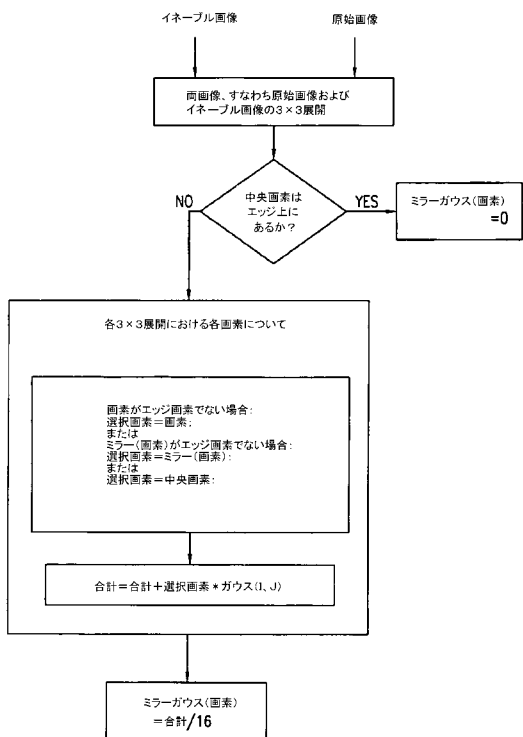 イネーブル画像
原始画像
両画像、すなわち原始画像および
イネーブル画像の3×3展開
中央画素は
エッジ上に
あるか?
NO
YES
ミラーガウス(画素)
=0
各3×3展開における各画素について
画素がエッジ画素でない場合:
選択画素=画素;
または
ミラー(画素)がエッジ画素でない場合:
選択画素=ミラー(画素):
または
選択画素=中央画素:
合計=合計+選択画素*ガウス(I、J)
ミラーガウス(画素)
=合計/16